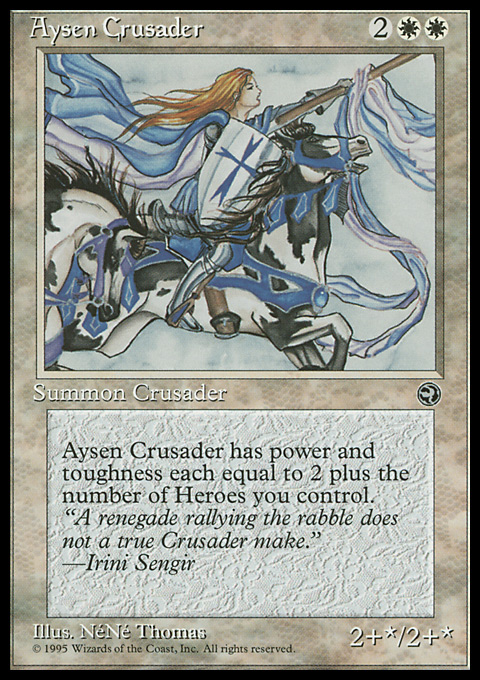 Aysen Crusader 2
Summon Crusader
Aysen Crusader has power and
toughness each equal to 2 plus the
number of Heroes you control.
“A renegade rallying the rabble does
not a true Crusader make.”
—Irini Sengir
Illus. NéNé Thomas 2+*/2+*
© 1995 Wizards of the Coast, Inc. All rights reserved.